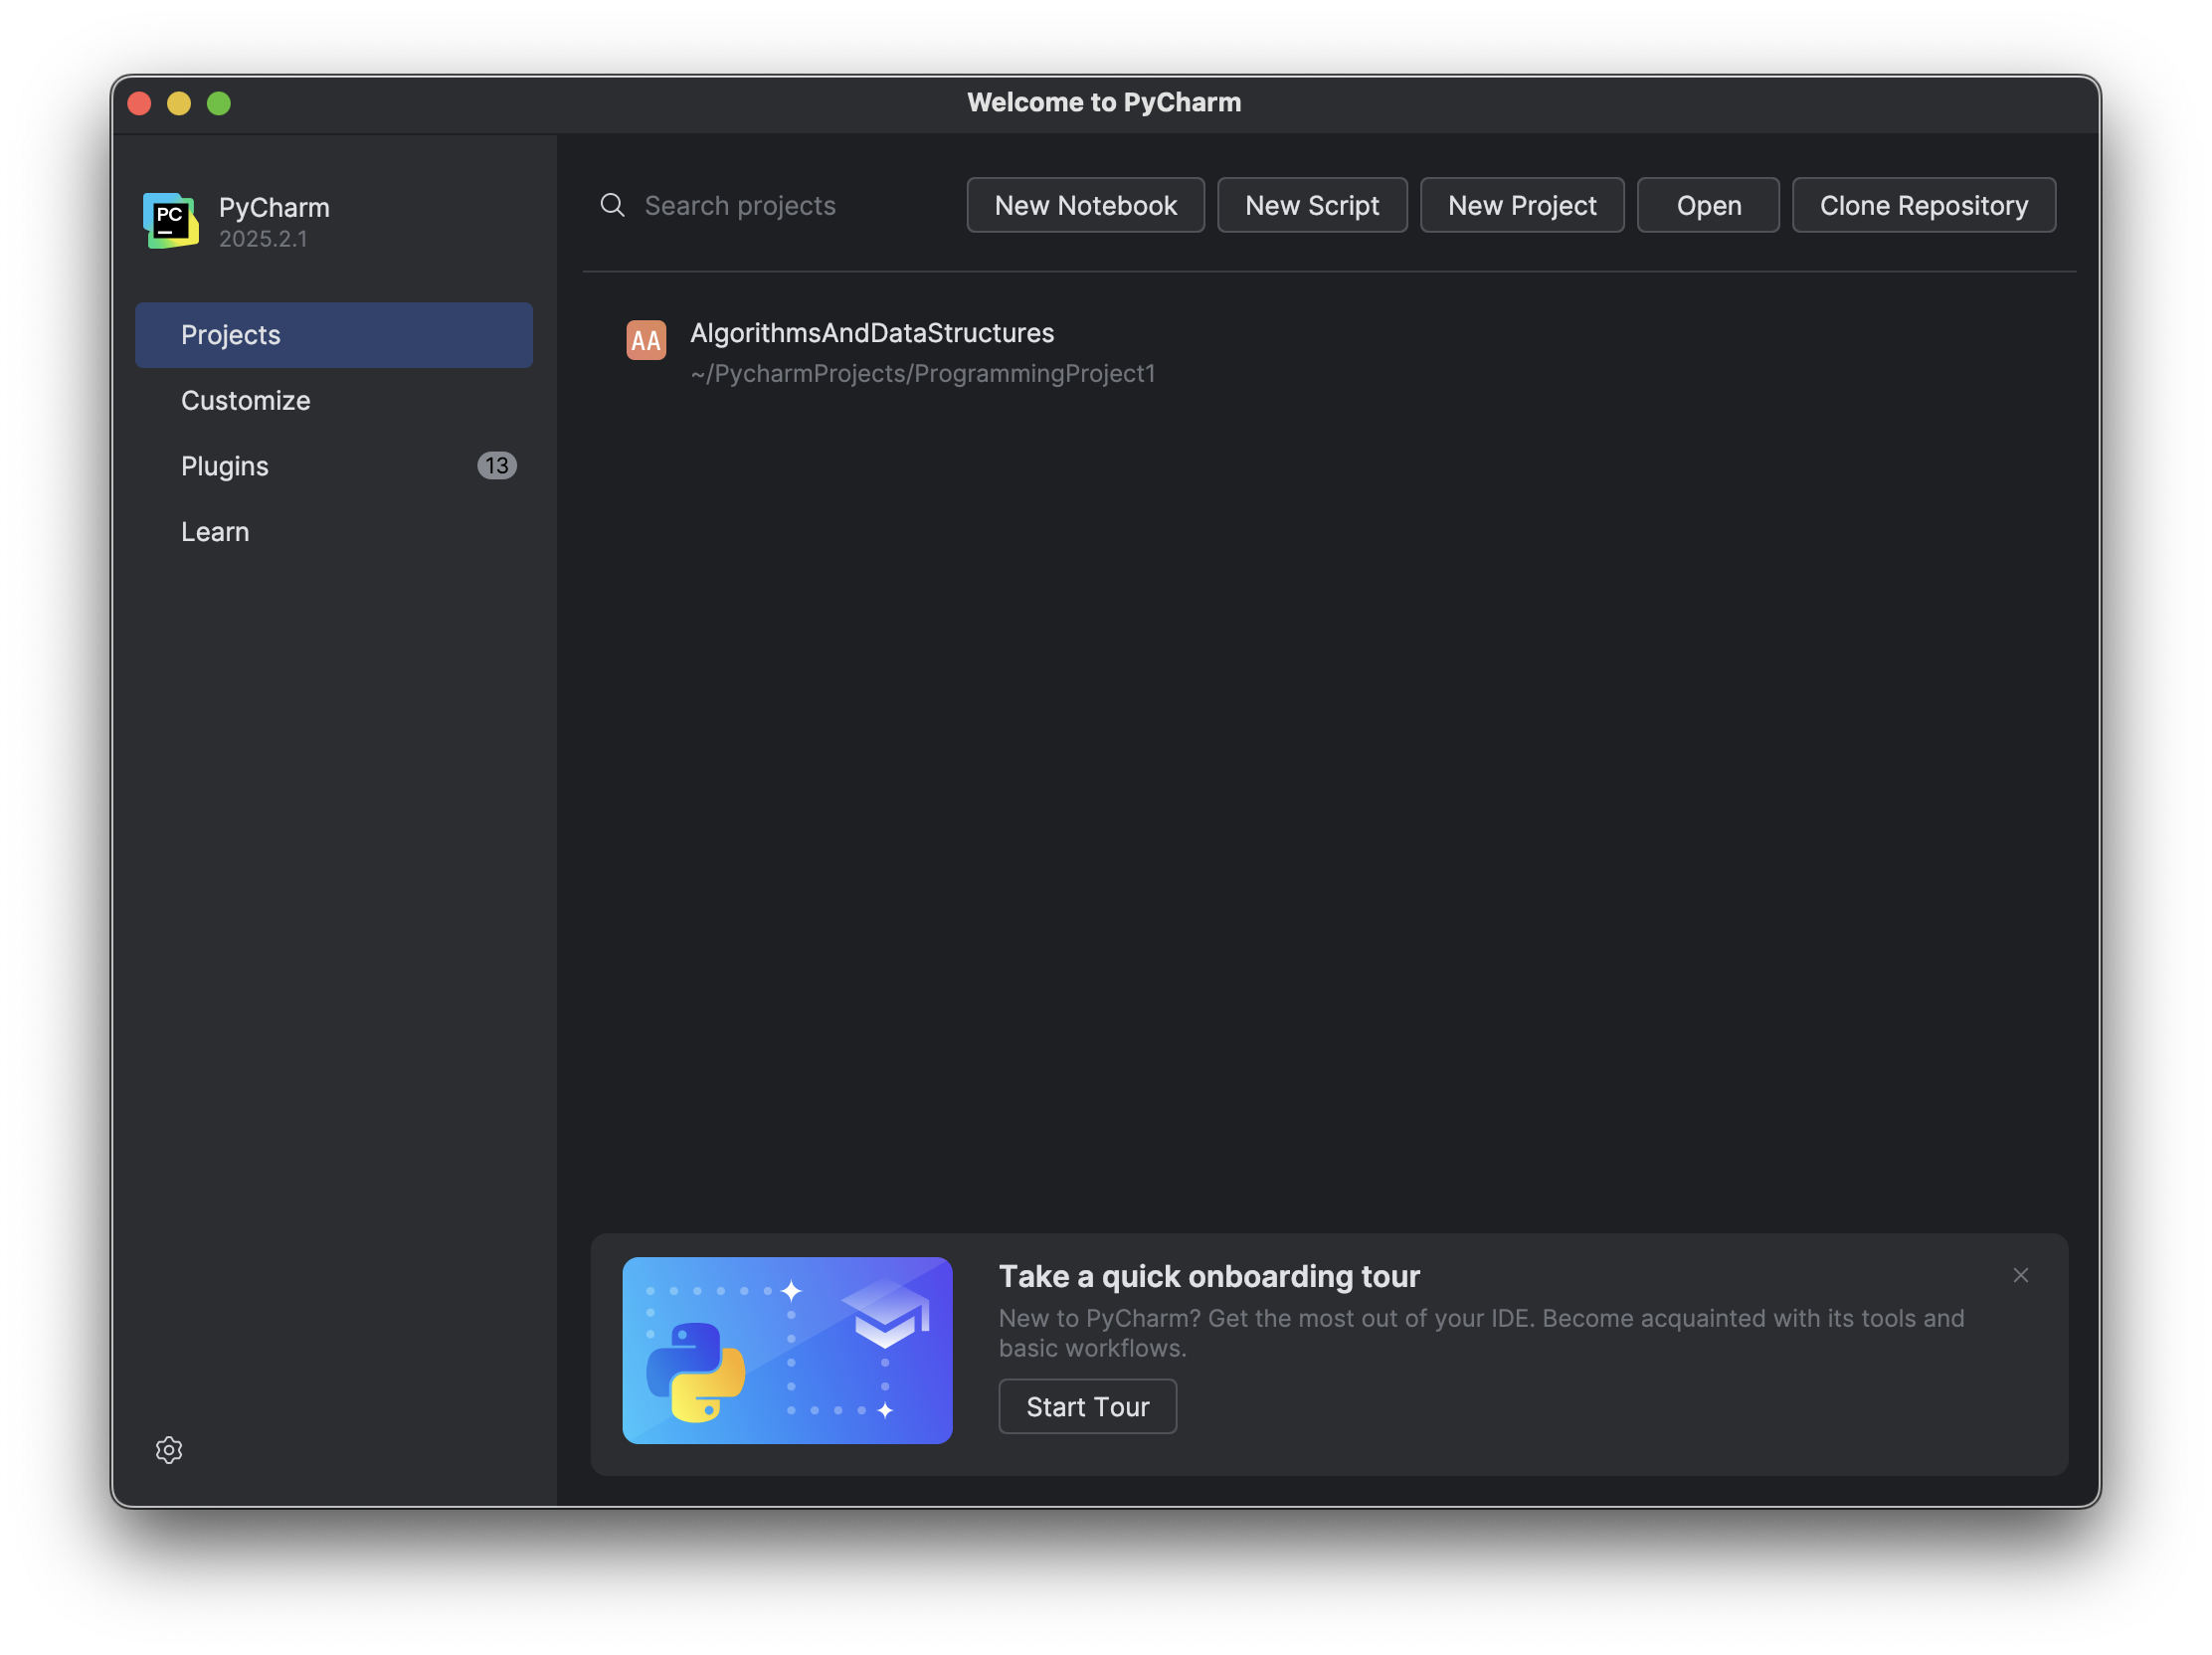 Welcome to PyCharm
PC
PyCharm
2025.2.1
Projects
Customize
Plugins
13
Learn
Search projects
New Notebook
New Script
New Project
Open
Clone Repository
AA
AlgorithmsAndDataStructures
~/PycharmProjects/ProgrammingProject1
Take a quick onboarding tour
New to PyCharm? Get the most out of your IDE. Become acquainted with its tools and
basic workflows.
Start Tour